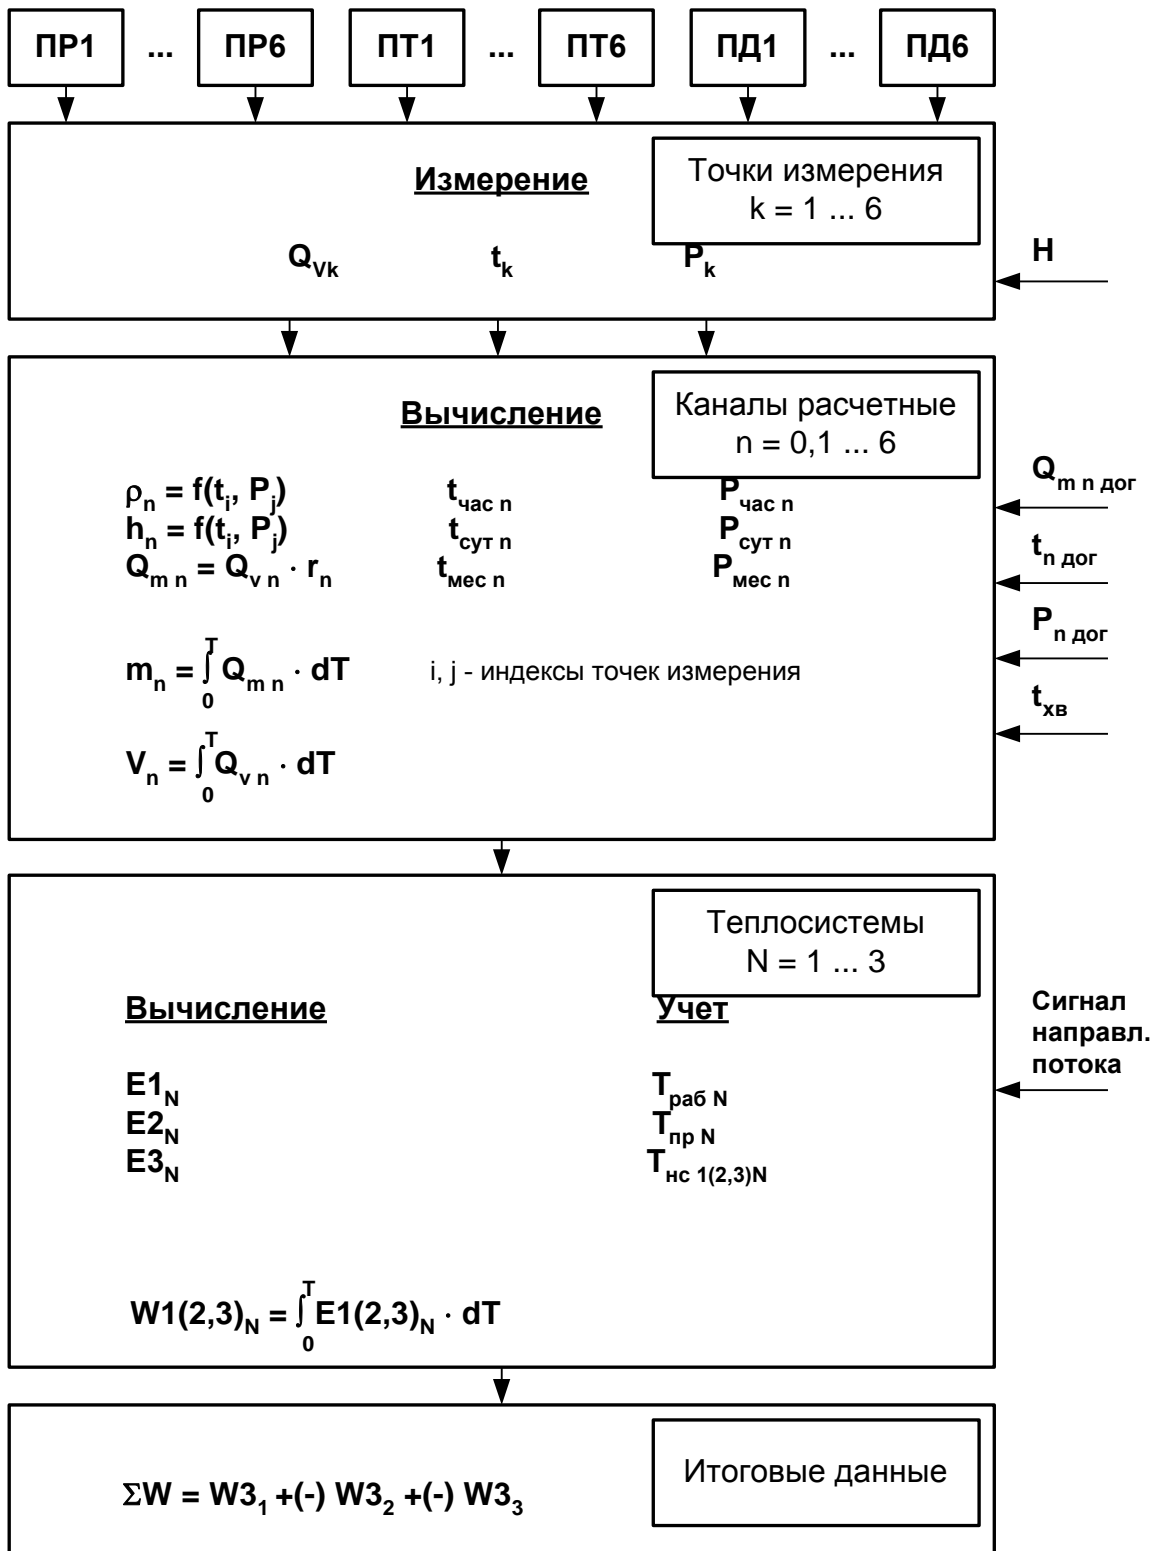 ПР1 ... ПР6 ПТ1 ... ПТ6 ПД1 ... ПД6
Измерение
Точки измерения
k = 1 ... 6
Q_Vk t_k P_k
Н
Вычисление
Каналы расчетные
n = 0,1 ... 6
ρ_n = f(t_i, P_j) t_час n P_час n
h_n = f(t_i, P_j) t_сут n P_сут n
Q_m n = Q_v n · r_n t_мес n P_мес n
m_n = ∫_0^T Q_m n · dT i, j - индексы точек измерения
V_n = ∫_0^T Q_v n · dT
Q_m n дог
t_n дог
P_n дог
t_хв
Теплосистемы
N = 1 ... 3
Вычисление Учет
E1_N T_раб N
E2_N T_пр N
E3_N T_нс 1(2,3)N
W1(2,3)_N = ∫_0^T E1(2,3)_N · dT
Сигнал
направл.
потока
Итоговые данные
ΣW = W3_1 +(-) W3_2 +(-) W3_3